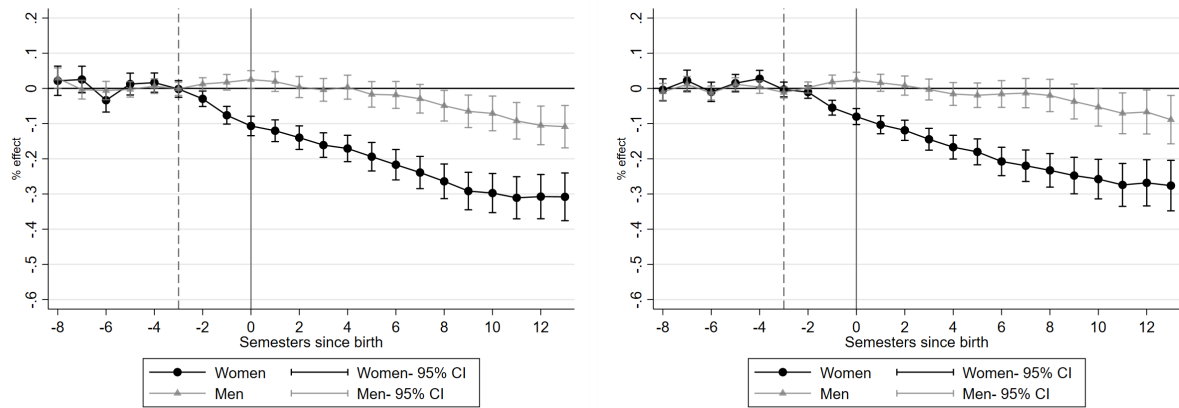 .2
.1
0
-.1
-.2
-.3
-.4
-.5
-.6
% effect
-8 -6 -4 -2 0 2 4 6 8 10 12
Semesters since birth
Women Women- 95% CI
Men Men- 95% CI
.2
.1
0
-.1
-.2
-.3
-.4
-.5
-.6
% effect
-8 -6 -4 -2 0 2 4 6 8 10 12
Semesters since birth
Women Women- 95% CI
Men Men- 95% CI